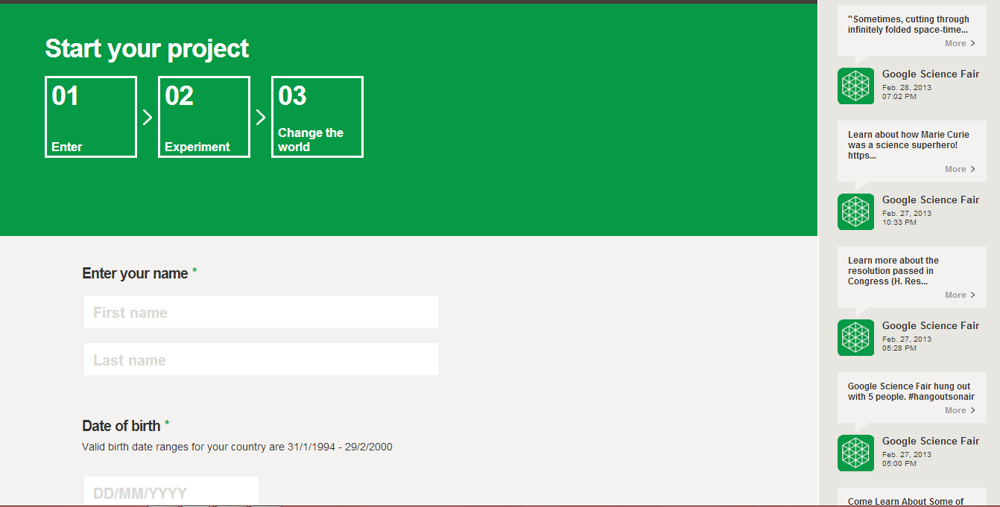 Start your project
01
Enter
02
Experiment
03
Change the
world
Enter your name *
First name
Last name
Date of birth *
Valid birth date ranges for your country are 31/1/1994 - 29/2/2000
DD/MM/YYYY
"Sometimes, cutting through
infinitely folded space-time...
More
Google Science Fair
Feb. 28, 2013
07:02 PM
Learn about how Marie Curie
was a science superhero!
https...
More
Google Science Fair
Feb. 27, 2013
10:33 PM
Learn more about the
resolution passed in
Congress (H. Res...
More
Google Science Fair
Feb. 27, 2013
05:28 PM
Google Science Fair hung out
with 5 people. #hangoutsonair
More
Google Science Fair
Feb. 27, 2013
05:00 PM
Come Learn About Some of